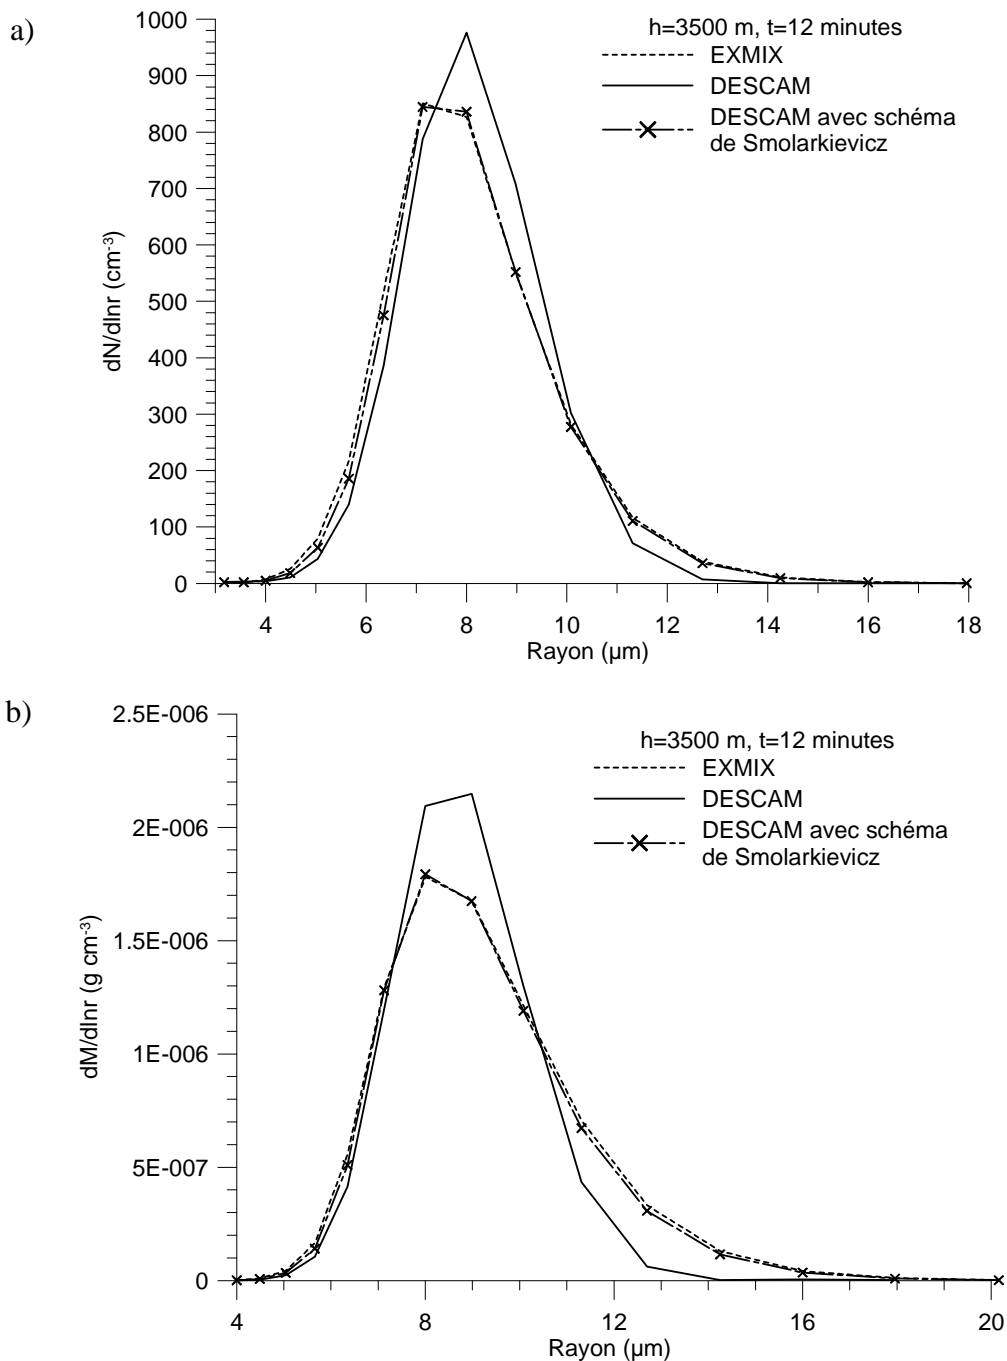 a)
h=3500 m, t=12 minutes
EXMIX
DESCAM
DESCAM avec schéma
de Smolarkievicz
dN/dlnr (cm-3)
1000
900
800
700
600
500
400
300
200
100
0
4 6 8 10 12 14 16 18
Rayon (µm)
b)
h=3500 m, t=12 minutes
EXMIX
DESCAM
DESCAM avec schéma
de Smolarkievicz
dM/dlnr (g cm-3)
2.5E-006
2E-006
1.5E-006
1E-006
5E-007
0
4 8 12 16 20
Rayon (µm)